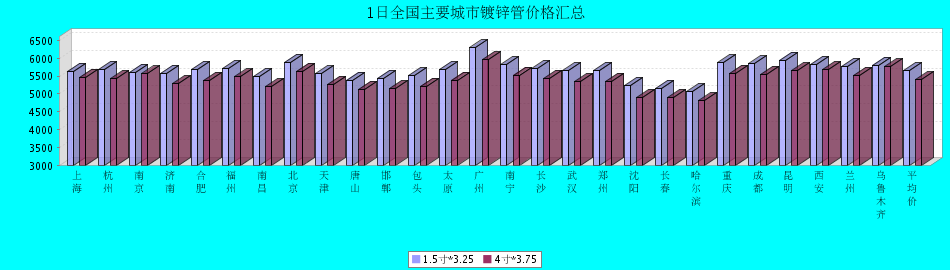 1日全国主要城市镀锌管价格汇总
6500
6000
5500
5000
4500
4000
3500
3000
上海
杭州
南京
济南
合肥
福州
南昌
北京
天津
唐山
邯郸
包头
太原
广州
南宁
长沙
武汉
郑州
沈阳
长春
哈尔滨
重庆
成都
昆明
西安
兰州
乌鲁木齐
平均价
1.5寸*3.25
4寸*3.75